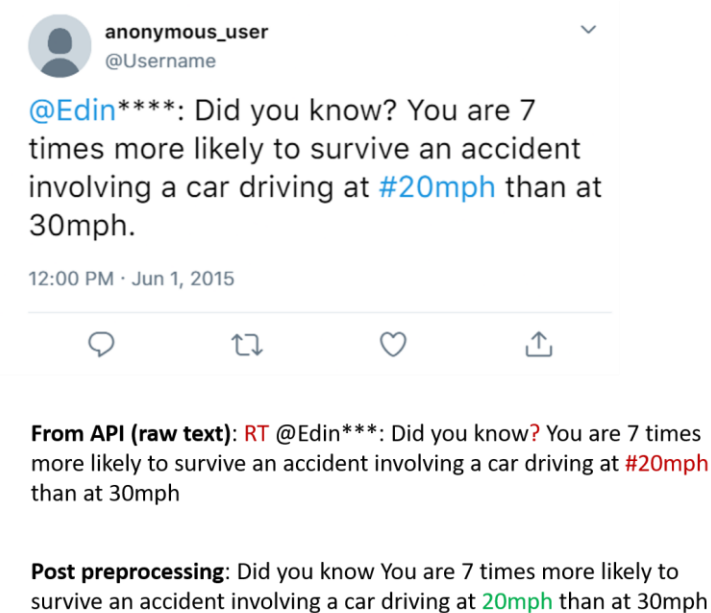 anonymous_user
@Username
@Edin****: Did you know? You are 7
times more likely to survive an accident
involving a car driving at #20mph than at
30mph.
12:00 PM · Jun 1, 2015
From API (raw text): RT @Edin***: Did you know? You are 7 times
more likely to survive an accident involving a car driving at #20mph
than at 30mph
Post preprocessing: Did you know You are 7 times more likely to
survive an accident involving a car driving at 20mph than at 30mph